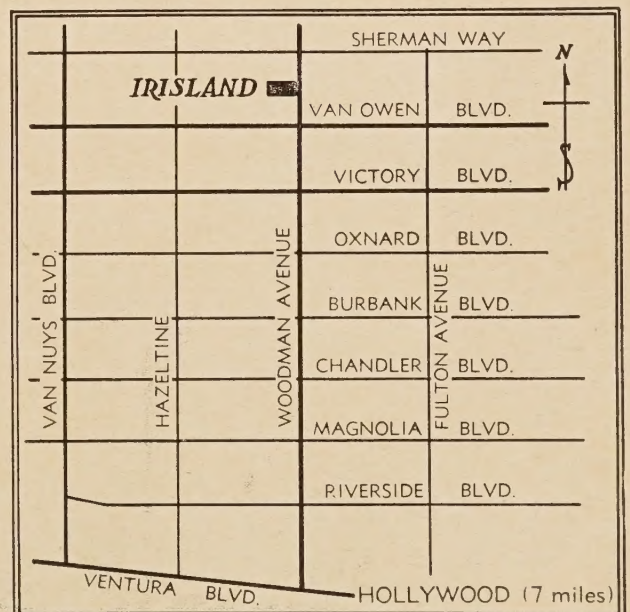 SHERMAN WAY
N
IRISLAND
VAN OWEN BLVD.
S
VICTORY BLVD.
OXNARD BLVD.
VAN NUYS BLVD.
HAZELTINE
WOODMAN AVENUE
BURBANK BLVD.
FULTON AVENUE
CHANDLER BLVD.
MAGNOLIA BLVD.
RIVERSIDE BLVD.
VENTURA BLVD.
HOLLYWOOD (7 miles)